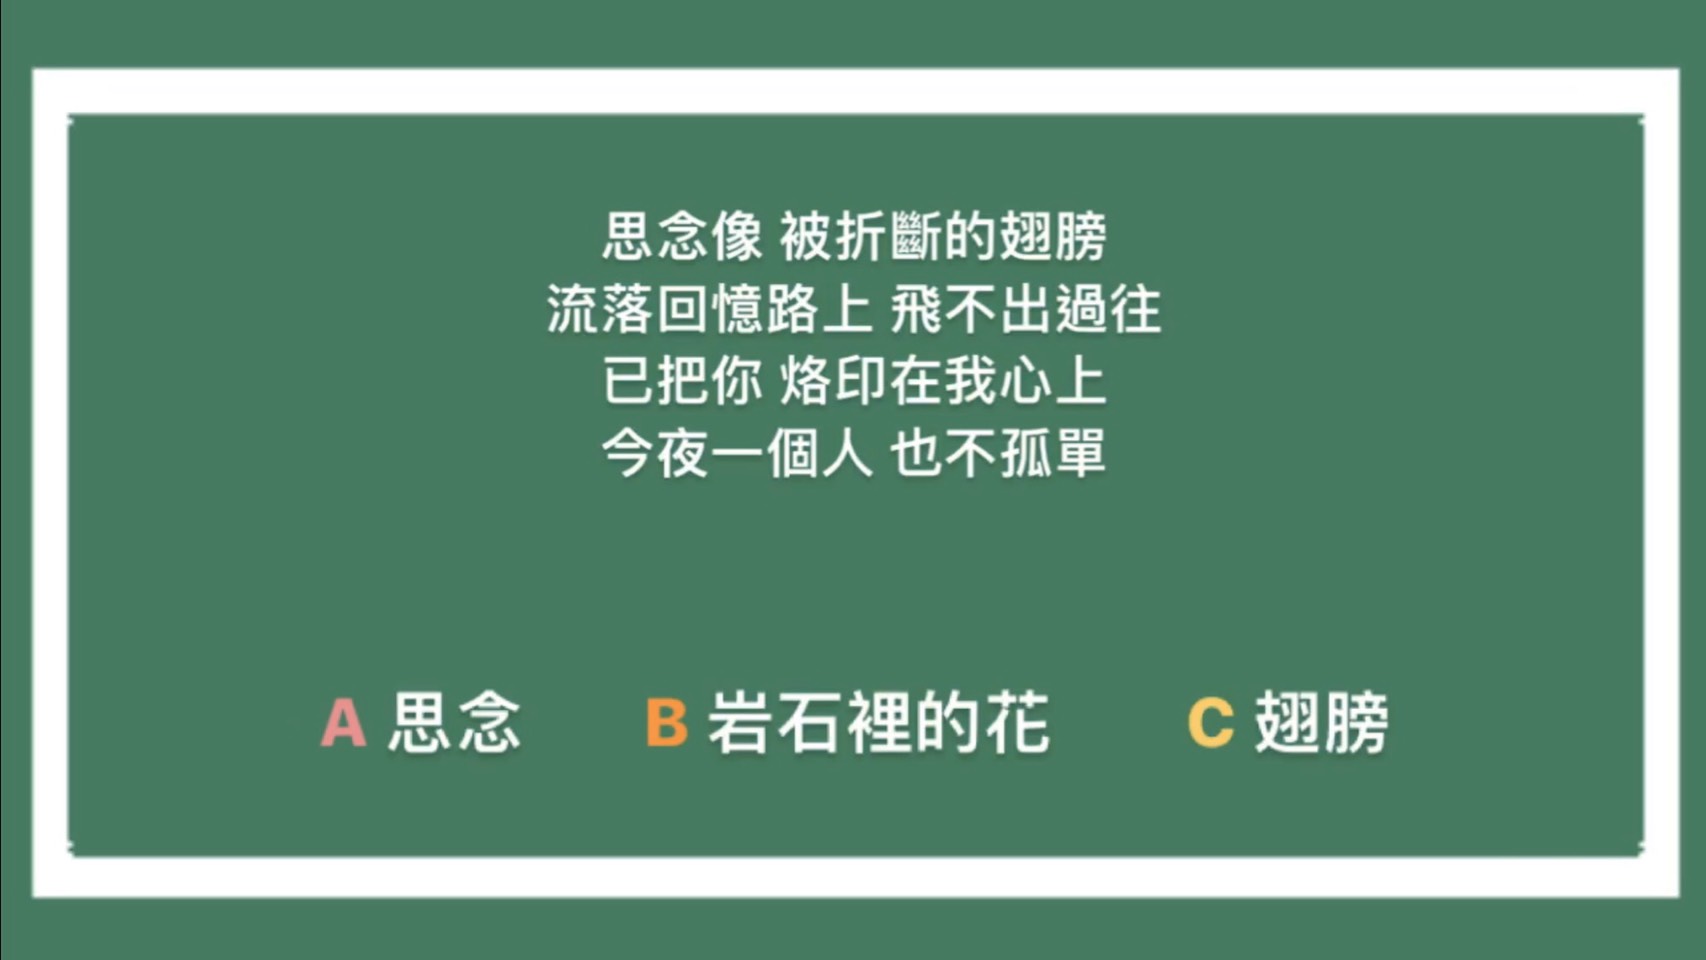 思念像 被折斷的翅膀
流落回憶路上 飛不出過往
已把你 烙印在我心上
今夜一個人 也不孤單
A 思念 B 岩石裡的花 C 翅膀